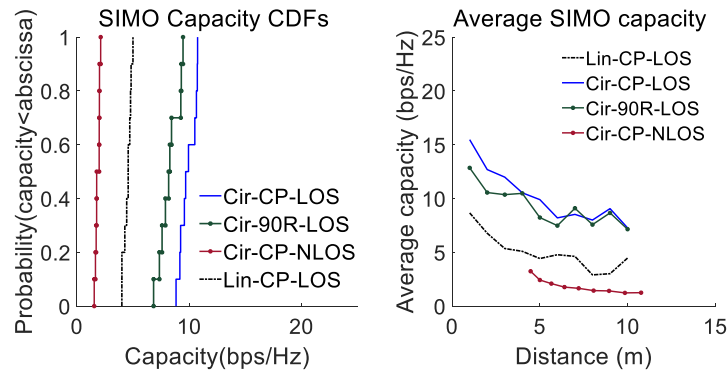 SIMO Capacity CDFs
Probability(capacity<abscissa)
1
0.8
0.6
0.4
0.2
0
Cir-CP-LOS
Cir-90R-LOS
Cir-CP-NLOS
Lin-CP-LOS
0 10 20
Capacity(bps/Hz)
Average SIMO capacity
Average capacity (bps/Hz)
25
20
15
10
5
0
Lin-CP-LOS
Cir-CP-LOS
Cir-90R-LOS
Cir-CP-NLOS
0 5 10 15
Distance (m)